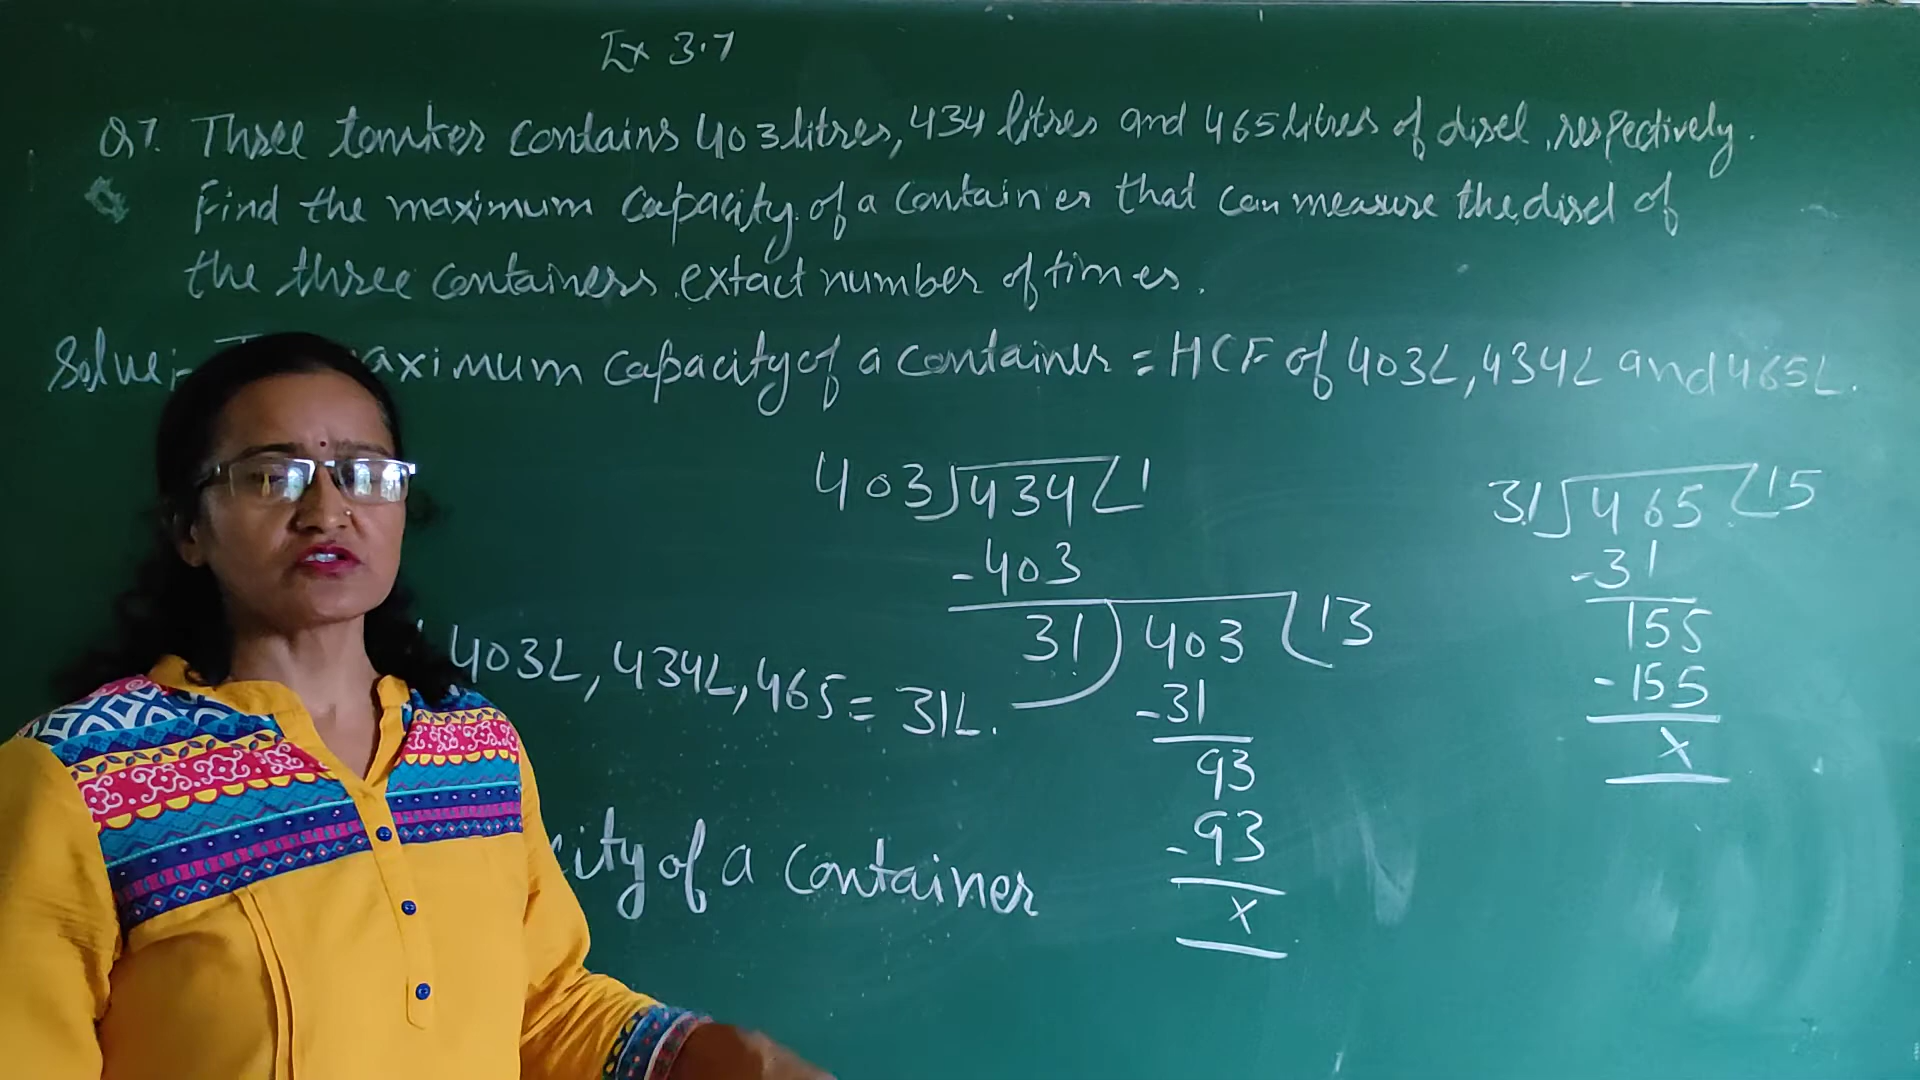 Ex 3.7
Q7. Three tanker contains 403 litres, 434 litres and 465 litres of disel, respectively.
Find the maximum capacity of a container that can measure the disel of
the three containers extact number of times.
Solve:- aximum capacity of a container = HCF of 403L, 434L and 465L.
403)434(1
-403
31)403(13
-31
93
-93
x
31)465(15
-31
155
-155
x
403L, 434L, 465 = 31L.
city of a container